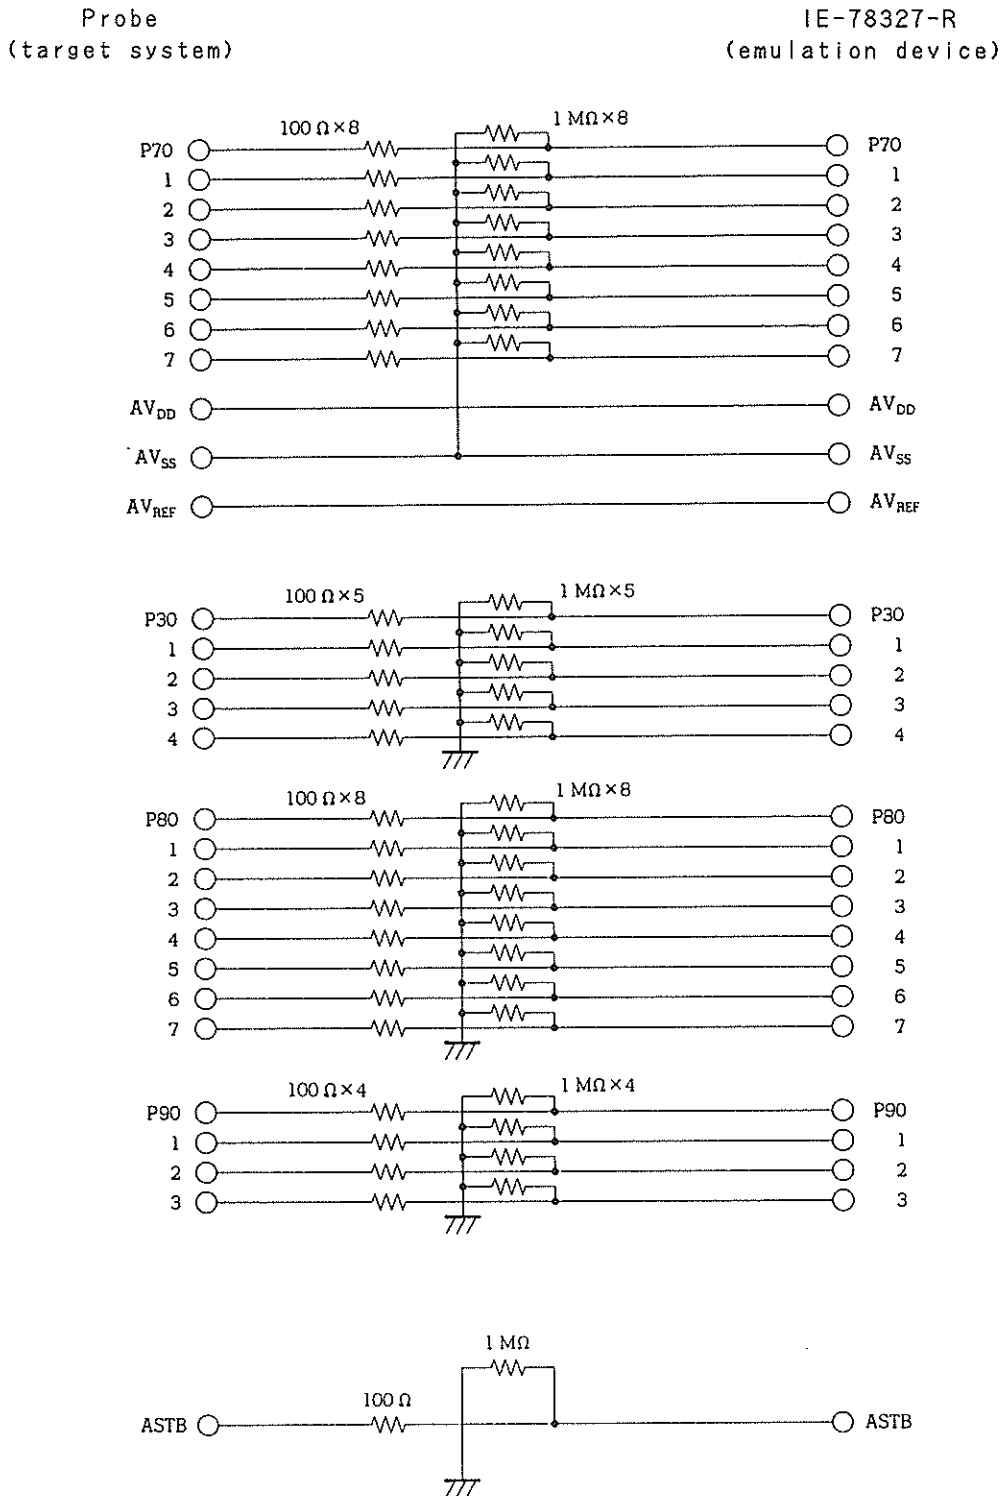 Probe
IE-78327-R
(target system)
(emulation device)
100 Ω×8
1 MΩ×8
P70
P70
1
1
2
2
3
3
4
4
5
5
6
6
7
7
AVDD
AVDD
AVSS
AVSS
AVREF
AVREF
100 Ω×5
1 MΩ×5
P30
P30
1
1
2
2
3
3
4
4
100 Ω×8
1 MΩ×8
P80
P80
1
1
2
2
3
3
4
4
5
5
6
6
7
7
100 Ω×4
1 MΩ×4
P90
P90
1
1
2
2
3
3
1 MΩ
100 Ω
ASTB
ASTB